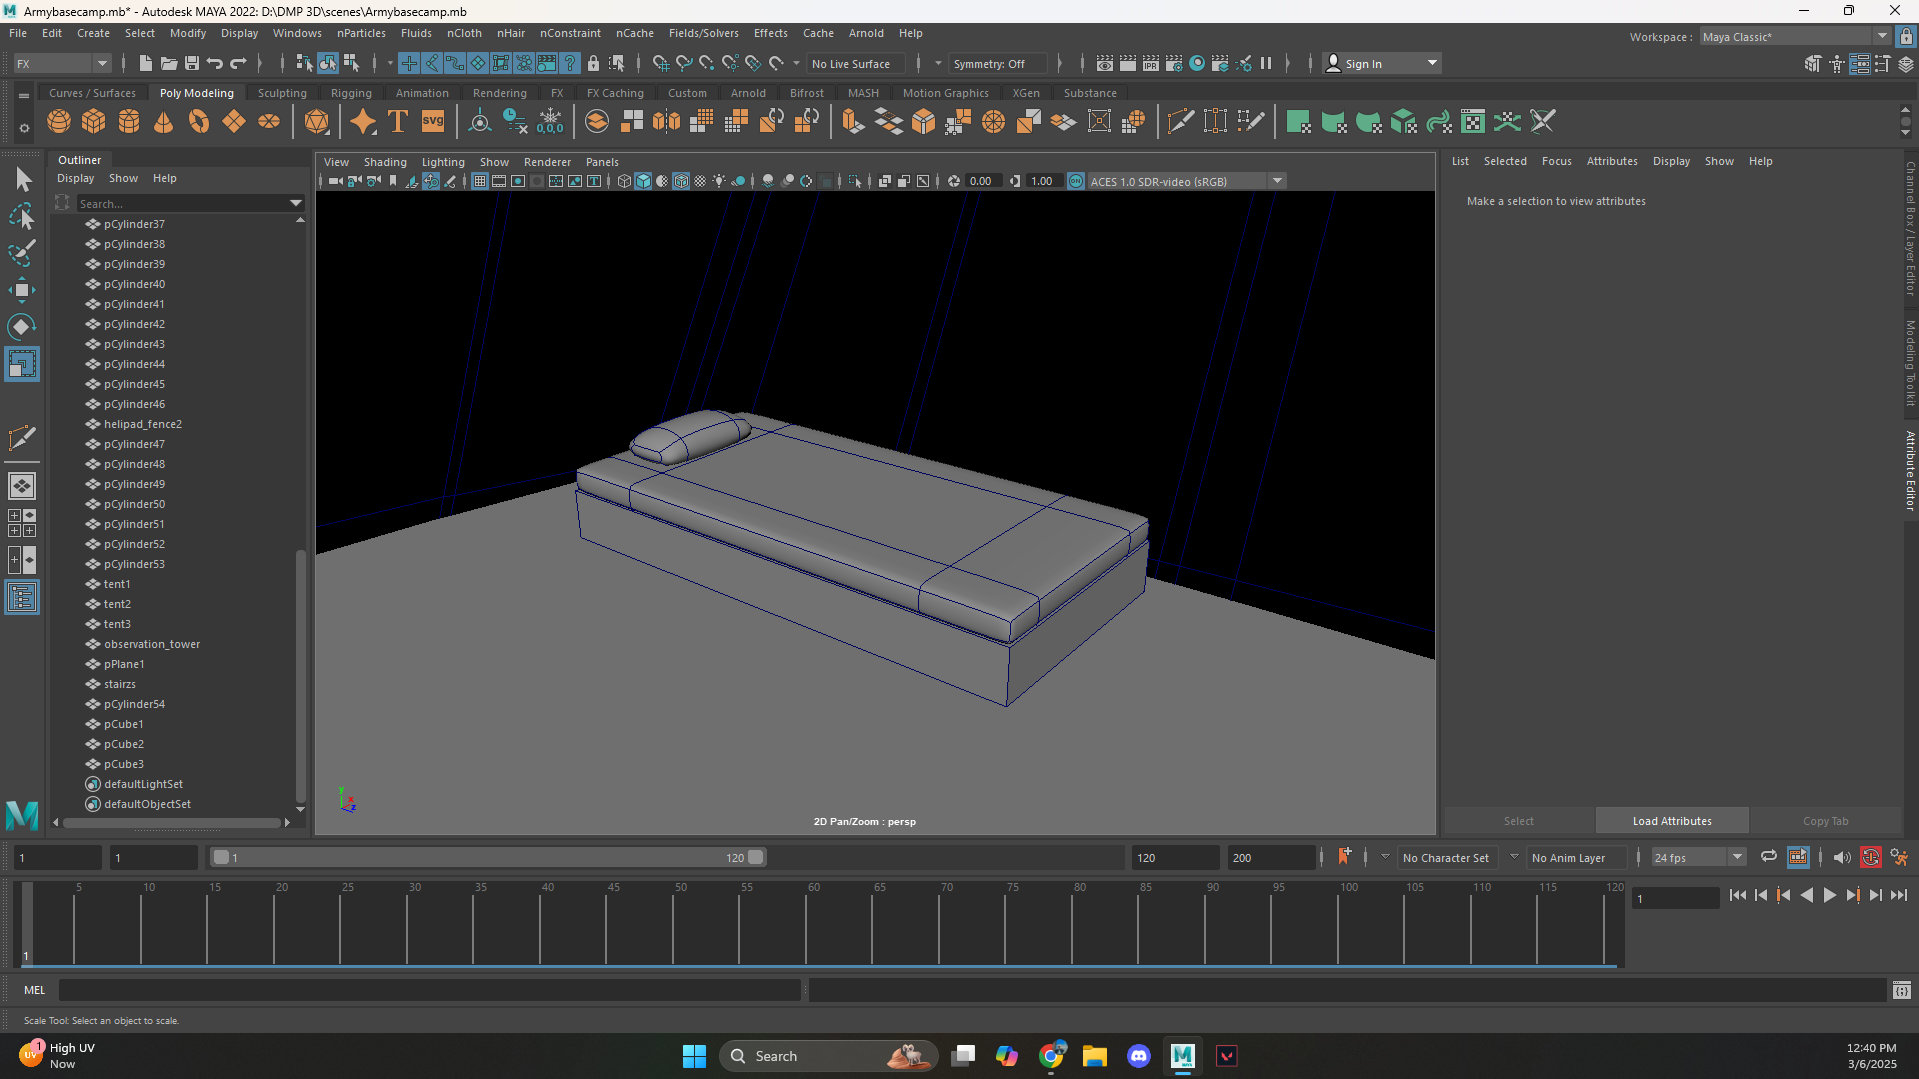 Armybasecamp.mb* - Autodesk MAYA 2022: D:\DMP 3D\scenes\Armybasecamp.mb
File Edit Create Select Modify Display Windows nParticles Fluids nCloth nHair nConstraint nCache Fields/Solvers Effects Cache Arnold Help
Workspace : Maya Classic*
FX No Live Surface Symmetry: Off Sign In
Curves / Surfaces Poly Modeling Sculpting Rigging Animation Rendering FX FX Caching Custom Arnold Bifrost MASH Motion Graphics XGen Substance
T SVG 0,0,0
Outliner
Display Show Help
Search...
pCylinder37
pCylinder38
pCylinder39
pCylinder40
pCylinder41
pCylinder42
pCylinder43
pCylinder44
pCylinder45
pCylinder46
helipad_fence2
pCylinder47
pCylinder48
pCylinder49
pCylinder50
pCylinder51
pCylinder52
pCylinder53
tent1
tent2
tent3
observation_tower
pPlane1
stairzs
pCylinder54
pCube1
pCube2
pCube3
defaultLightSet
defaultObjectSet
View Shading Lighting Show Renderer Panels
0.00 1.00 ON ACES 1.0 SDR-video (sRGB)
y x z
2D Pan/Zoom : persp
List Selected Focus Attributes Display Show Help
Make a selection to view attributes
Select Load Attributes Copy Tab
Channel Box / Layer Editor
Modeling Toolkit
Attribute Editor
1 1 1 120 120 200 No Character Set No Anim Layer 24 fps
5 10 15 20 25 30 35 40 45 50 55 60 65 70 75 80 85 90 95 100 105 110 115 120
1 1
MEL
Scale Tool: Select an object to scale.
UV 1 High UV
Now
Search
12:40 PM
3/6/2025